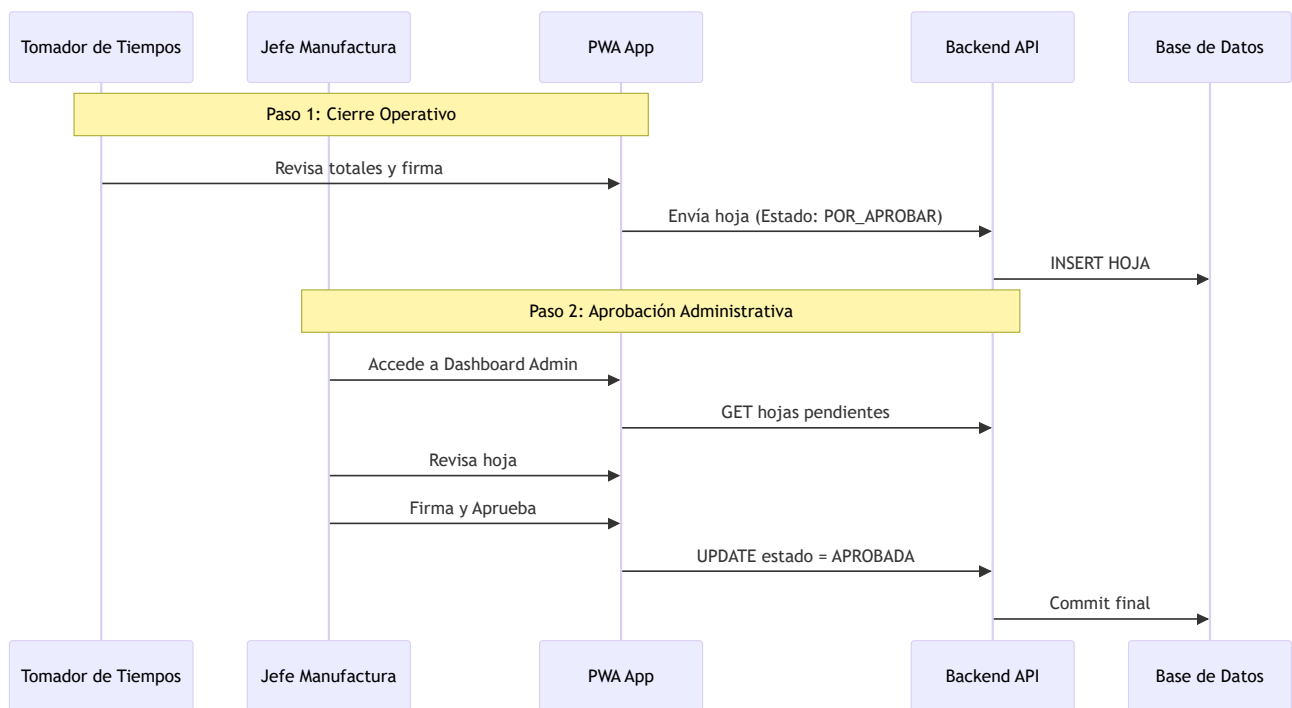 Tomador de Tiempos
Jefe Manufactura
PWA App
Backend API
Base de Datos
Paso 1: Cierre Operativo
Revisa totales y firma
Envía hoja (Estado: POR_APROBAR)
INSERT HOJA
Paso 2: Aprobación Administrativa
Accede a Dashboard Admin
GET hojas pendientes
Revisa hoja
Firma y Aprueba
UPDATE estado = APROBADA
Commit final
Tomador de Tiempos
Jefe Manufactura
PWA App
Backend API
Base de Datos